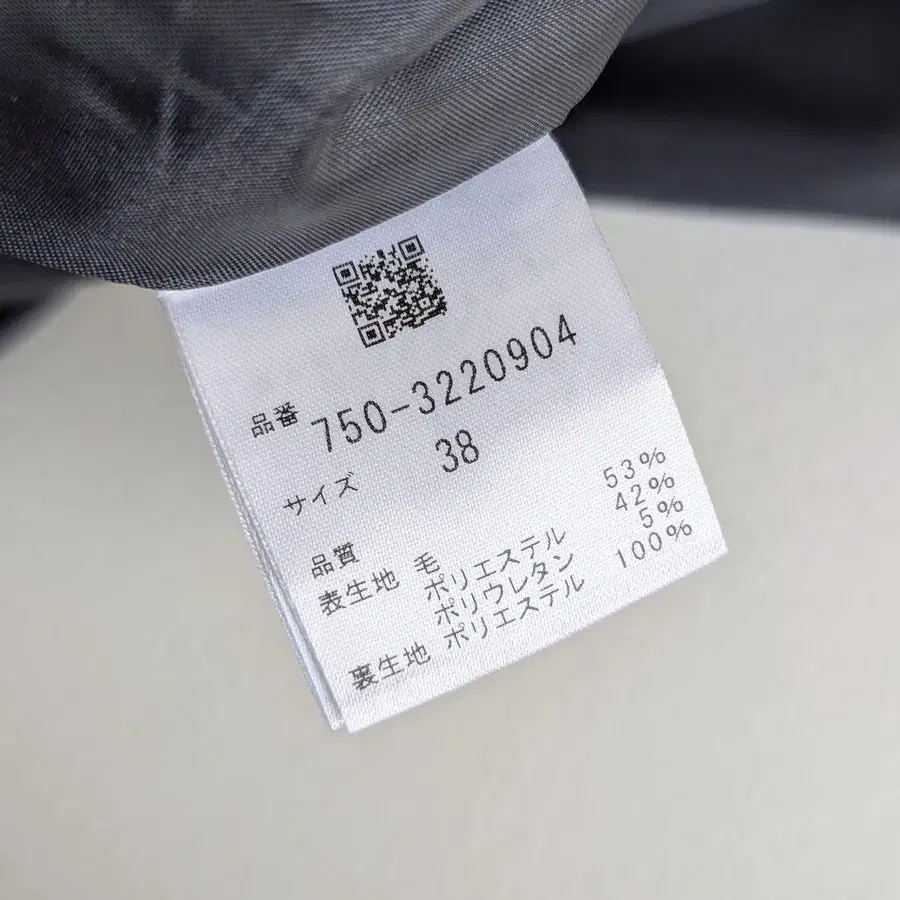 品番 750-3220904
サイズ 38
品質
表生地 毛 53%
ポリエステル 42%
ポリウレタン 5%
裏生地 ポリエステル 100%